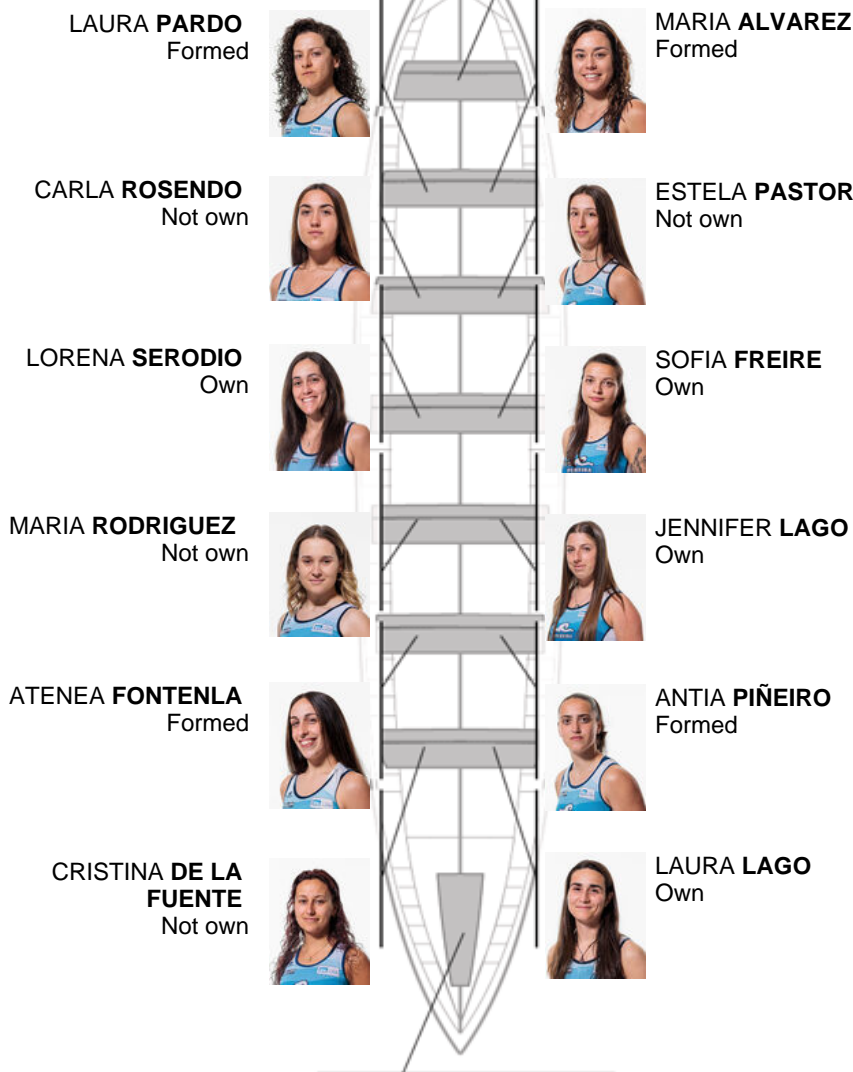 LAURA PARDO
Formed
MARIA ALVAREZ
Formed
CARLA ROSENDO
Not own
ESTELA PASTOR
Not own
LORENA SERODIO
Own
SOFIA FREIRE
Own
MARIA RODRIGUEZ
Not own
JENNIFER LAGO
Own
ATENEA FONTENLA
Formed
ANTIA PIÑEIRO
Formed
CRISTINA DE LA
FUENTE
Not own
LAURA LAGO
Own